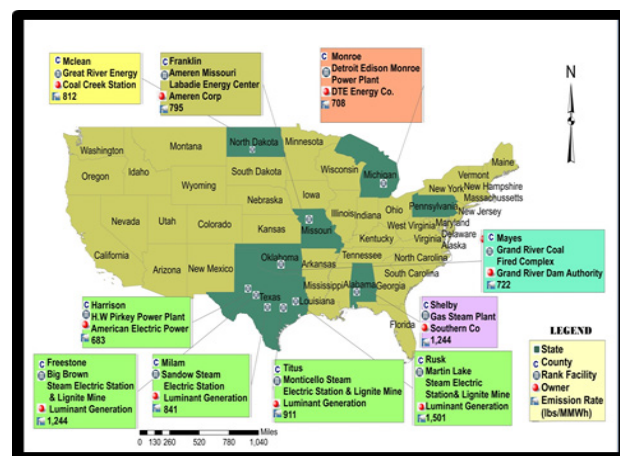 C Mclean
Great River Energy
Coal Creek Station
812
C Franklin
Ameren Missouri
Labadie Energy Center
Ameren Corp
795
C Monroe
Detroit Edison Monroe
Power Plant
DTE Energy Co.
708
N
Washington
Oregon
Idaho
Montana
Wyoming
Nevada
Utah
Colorado
California
Arizona
New Mexico
North Dakota
South Dakota
Nebraska
Kansas
Oklahoma
Texas
Minnesota
Iowa
Missouri
Arkansas
Louisiana
Wisconsin
Illinois
Michigan
Indiana
Ohio
Kentucky
Tennessee
Mississippi
Alabama
Georgia
Florida
South Carolina
North Carolina
Virginia
West Virginia
Pennsylvania
New York
Vermont
Maine
New Hampshire
Massachusetts
New Jersey
Maryland
Delaware
Alaska
C Mayes
Grand River Coal
Fired Complex
Grand River Dam Authority
722
C Harrison
H.W Pirkey Power Plant
American Electric Power
683
C Shelby
Gas Steam Plant
Southern Co
1,244
C Freestone
Big Brown
Steam Electric Station
& Lignite Mine
Luminant Generation
1,244
C Milam
Sandow Steam
Electric Station
Luminant Generation
841
C Titus
Monticello Steam
Electric Station & Lignite Mine
Luminant Generation
911
C Rusk
Martin Lake
Steam Electric
Station& Lignite Mine
Luminant Generation
1,501
LEGEND
State
C County
Rank Facility
Owner
Emission Rate
(lbs/MMWh)
Miles
0 130 260 520 780 1,040